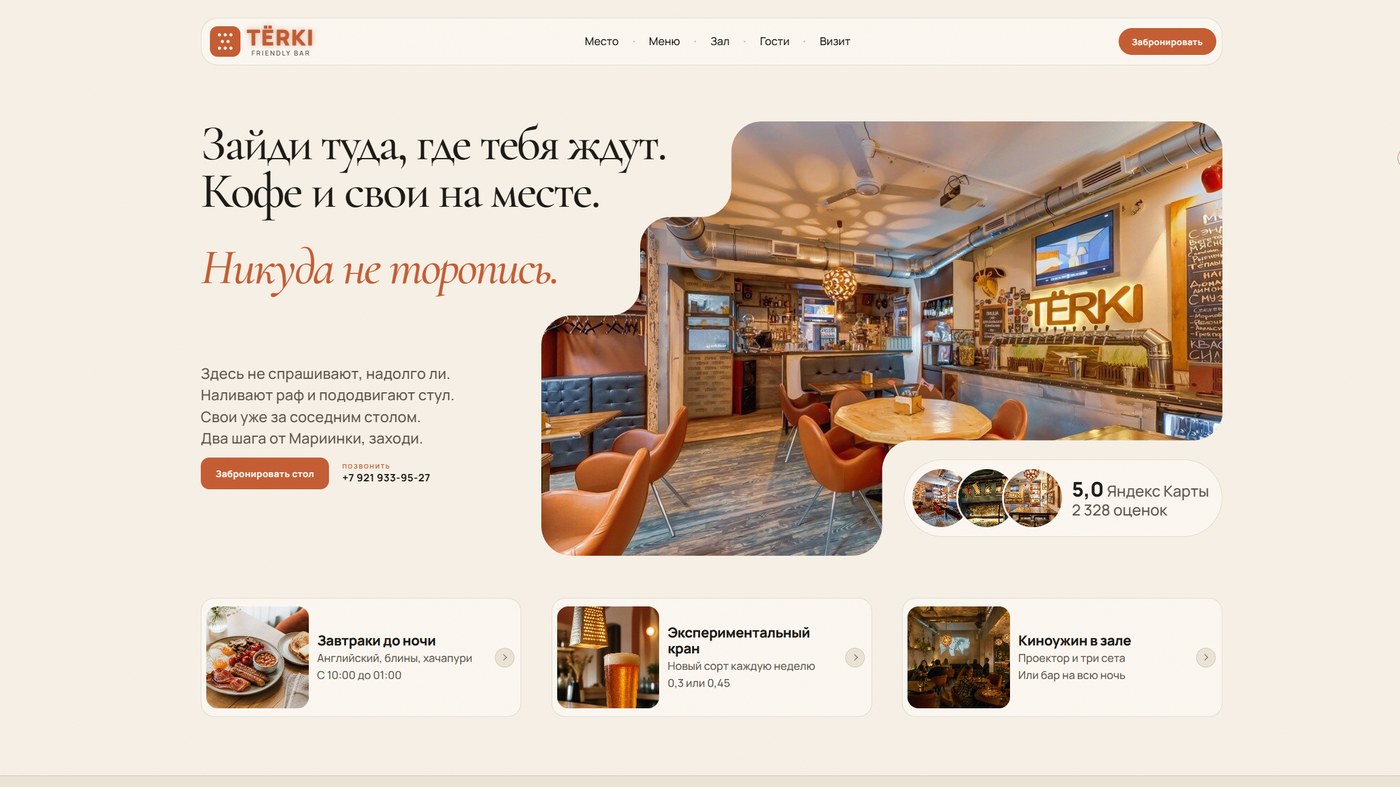 TЁRKI
FRIENDLY BAR
Место · Меню · Зал · Гости · Визит
Забронировать
Зайди туда, где тебя ждут.
Кофе и свои на месте.
Никуда не торопись.
TЁRKI
Здесь не спрашивают, надолго ли.
Наливают раф и пододвигают стул.
Свои уже за соседним столом.
Два шага от Мариинки, заходи.
Забронировать стол
ПОЗВОНИТЬ
+7 921 933-95-27
5,0 Яндекс Карты
2 328 оценок
Завтраки до ночи
Английский, блины, хачапури
С 10:00 до 01:00
Экспериментальный
кран
Новый сорт каждую неделю
0,3 или 0,45
Киноужин в зале
Проектор и три сета
Или бар на всю ночь